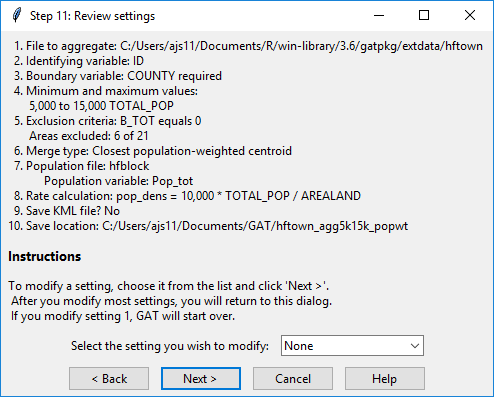 Step 11: Review settings
1. File to aggregate: C:/Users/ajs11/Documents/R/win-library/3.6/gatpkg/extdata/hftown
2. Identifying variable: ID
3. Boundary variable: COUNTY required
4. Minimum and maximum values:
5,000 to 15,000 TOTAL_POP
5. Exclusion criteria: B_TOT equals 0
Areas excluded: 6 of 21
6. Merge type: Closest population-weighted centroid
7. Population file: hfblock
Population variable: Pop_tot
8. Rate calculation: pop_dens = 10,000 * TOTAL_POP / AREALAND
9. Save KML file? No
10. Save location: C:/Users/ajs11/Documents/GAT/hftown_agg5k15k_popwt
Instructions
To modify a setting, choose it from the list and click 'Next >'.
After you modify most settings, you will return to this dialog.
If you modify setting 1, GAT will start over.
Select the setting you wish to modify: None
< Back Next > Cancel Help